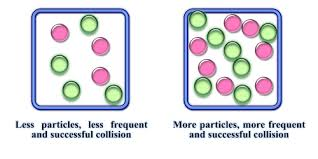 Less particles, less frequent
and successful collision
More particles, more frequent
and successful collision